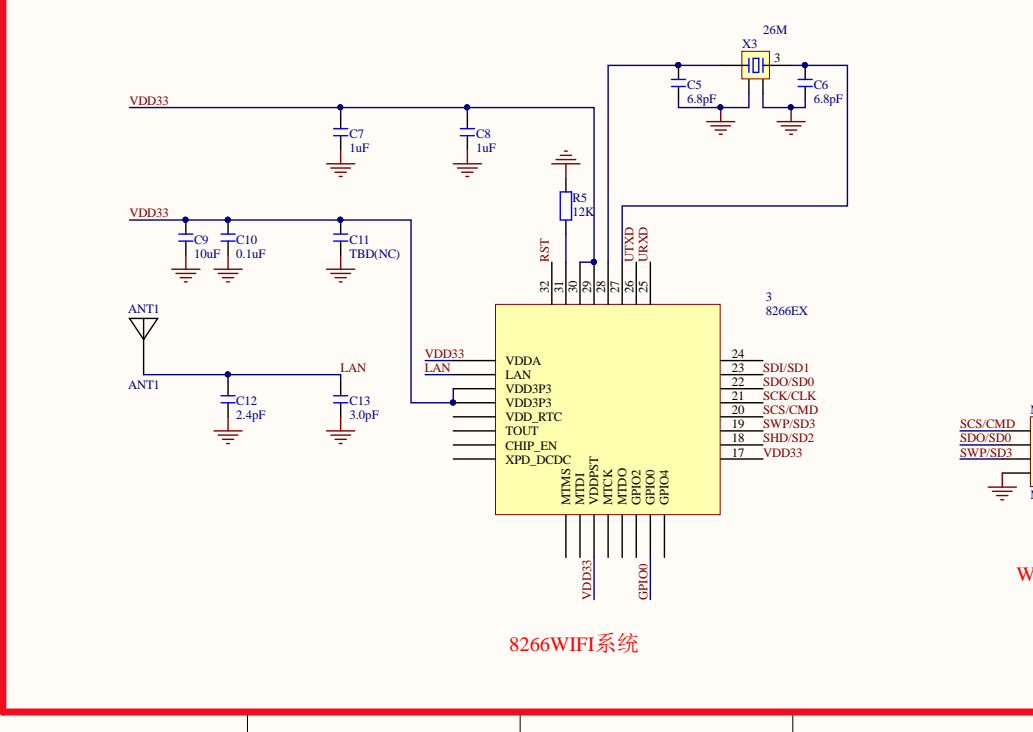 26M
X3
3
C5
6.8pF
C6
6.8pF
VDD33
C7
1uF
C8
1uF
R5
12K
VDD33
C9
10uF
C10
0.1uF
C11
TBD(NC)
RST
UTXD
URXD
32
31
30
29
28
27
26
25
3
8266EX
ANT1
ANT1
LAN
C12
2.4pF
C13
3.0pF
VDD33
LAN
VDDA
LAN
VDD3P3
VDD3P3
VDD_RTC
TOUT
CHIP_EN
XPD_DCDC
24
23 SDI/SD1
22 SDO/SD0
21 SCK/CLK
20 SCS/CMD
19 SWP/SD3
18 SHD/SD2
17 VDD33
MTMS
MTDI
VDDPST
MTCK
MTDO
GPIO2
GPIO0
GPIO4
VDD33
GPIO0
SCS/CMD
SDO/SD0
SWP/SD3
W
8266WIFI系统